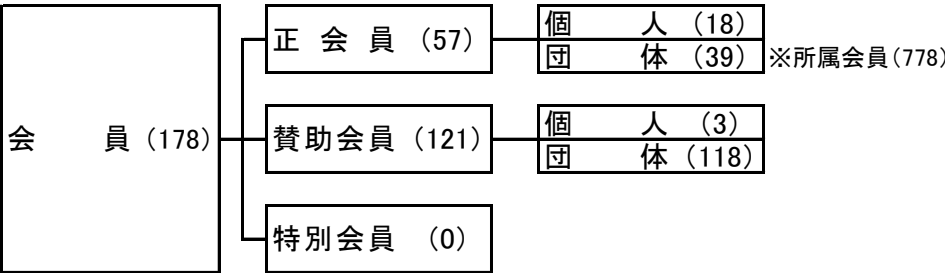 会　　員（178）
正 会 員（57）
個　　人（18）
団　　体（39）
※所属会員（778）
賛助会員（121）
個　　人（3）
団　　体（118）
特別会員（0）